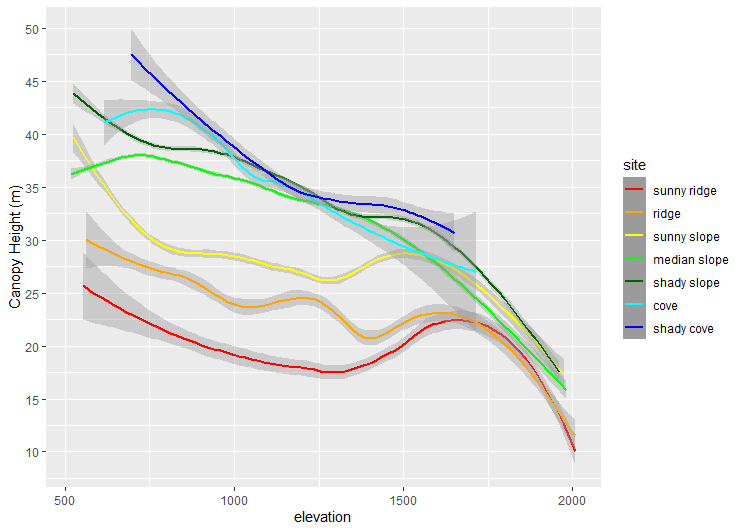 50
45
40
35
30
25
20
15
10
Canopy Height (m)
500
1000
1500
2000
elevation
site
sunny ridge
ridge
sunny slope
median slope
shady slope
cove
shady cove